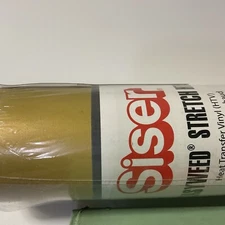 Siser
SYWEED® STRETCH
Heat Transfer Vinyl (HTV)